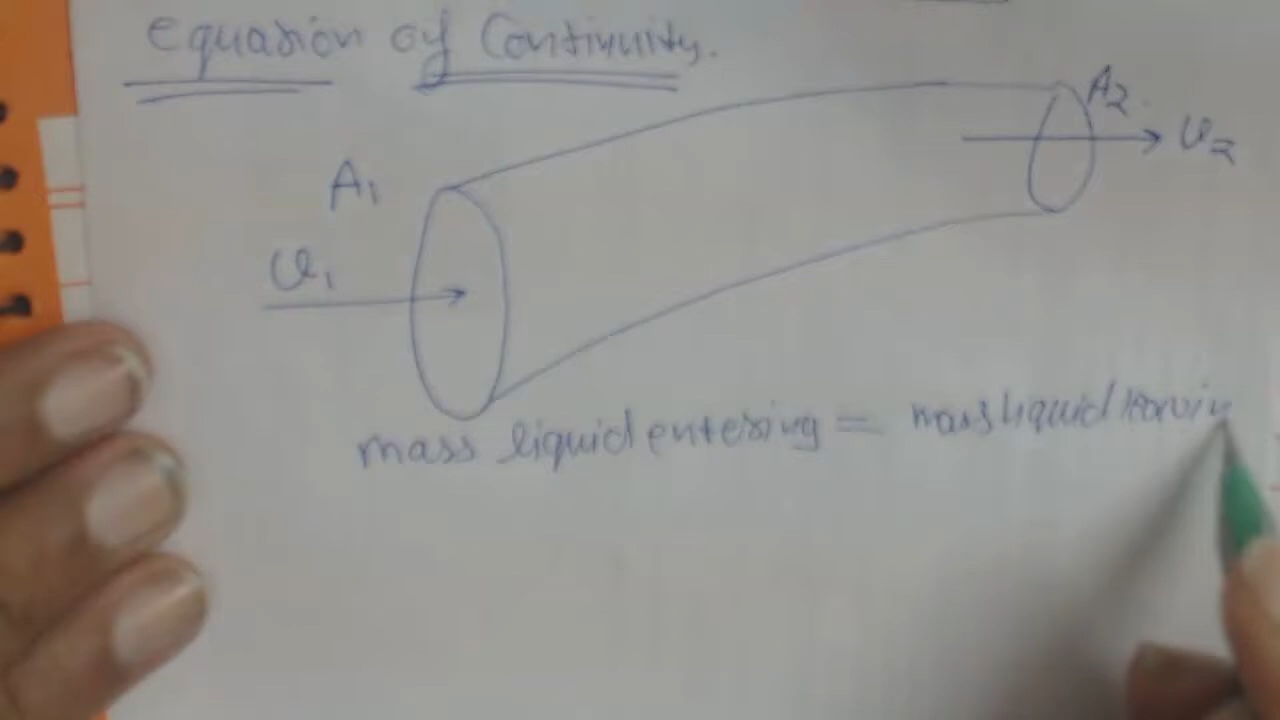 equation of Continuity.
A₁
A₂
v₁
v₂
mass liquid entering = mass liquid leaving